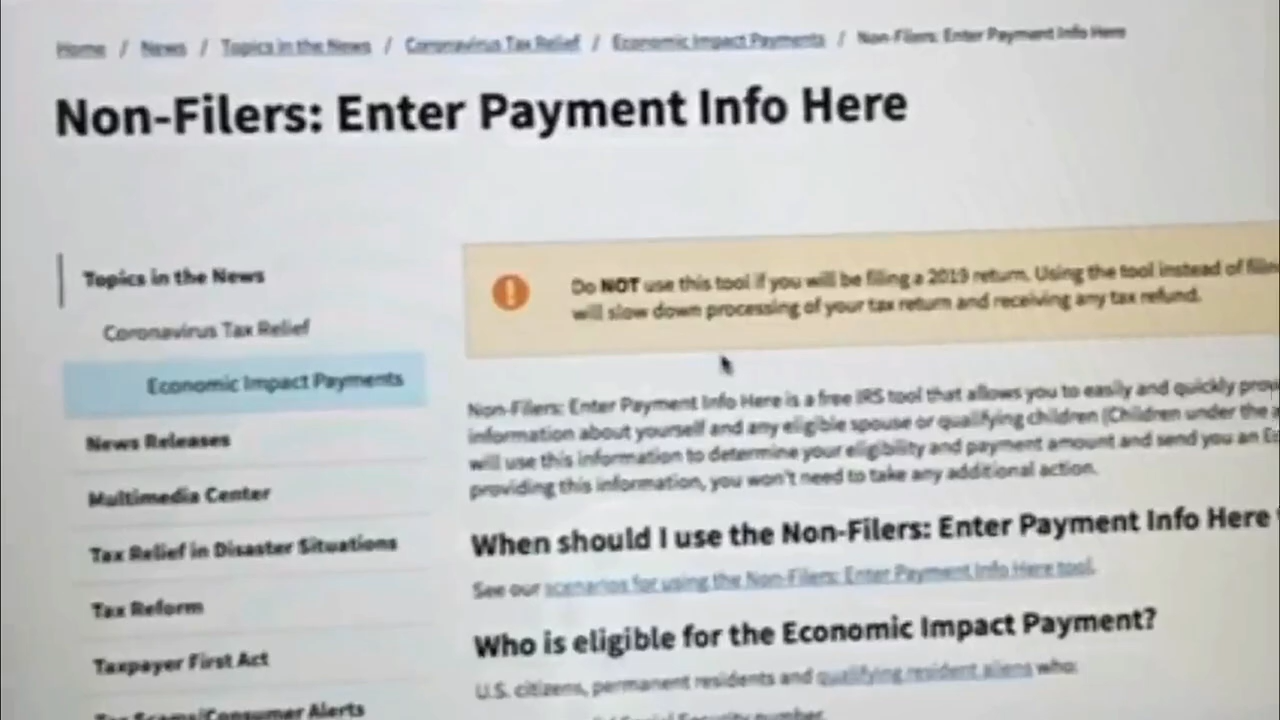 Home / News / Topics in the News / Coronavirus Tax Relief / Economic Impact Payments / Non-Filers: Enter Payment Info Here
Non-Filers: Enter Payment Info Here
Topics in the News
Coronavirus Tax Relief
Economic Impact Payments
News Releases
Multimedia Center
Tax Relief in Disaster Situations
Tax Reform
Taxpayer First Act
Tax Scams/Consumer Alerts
Do NOT use this tool if you will be filing a 2019 return. Using the tool instead of
will slow down processing of your tax return and receiving any tax refund.
Non-Filers: Enter Payment Info Here is a free IRS tool that allows you to easily and quickly
information about yourself and any eligible spouse or qualifying children (Children under the
will use this information to determine your eligibility and payment amount and send you an
providing this information, you won't need to take any additional action.
When should I use the Non-Filers: Enter Payment Info Here
See our scenarios for using the Non-Filers: Enter Payment Info Here tool.
Who is eligible for the Economic Impact Payment?
U.S. citizens, permanent residents and qualifying resident aliens who:
Social Security number.